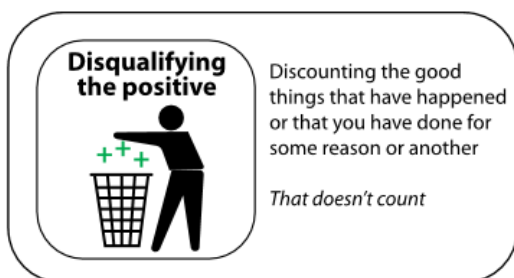 Disqualifying
the positive
Discounting the good
things that have happened
or that you have done for
some reason or another
That doesn't count